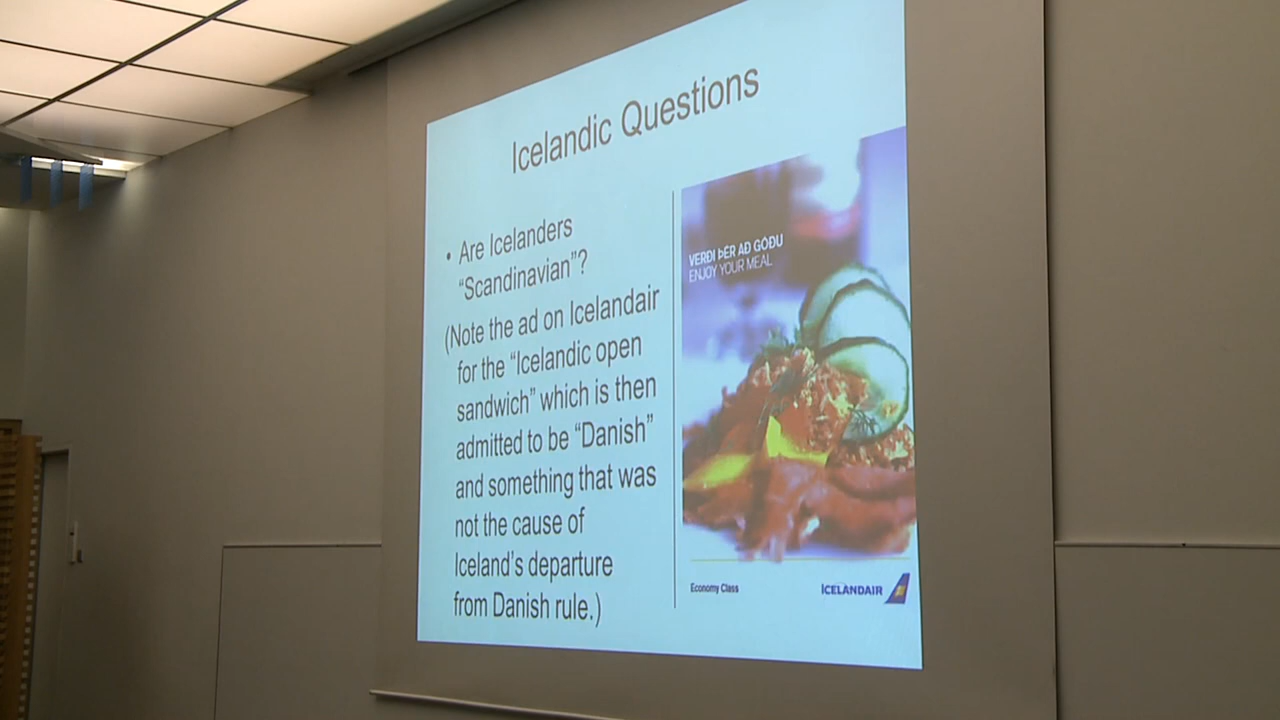 Icelandic Questions
• Are Icelanders
"Scandinavian"?
(Note the ad on Icelandair
for the "Icelandic open
sandwich" which is then
admitted to be "Danish"
and something that was
not the cause of
Iceland's departure
from Danish rule.)
VERÐI ÞÉR AÐ GÓÐU
ENJOY YOUR MEAL
Economy Class
ICELANDAIR